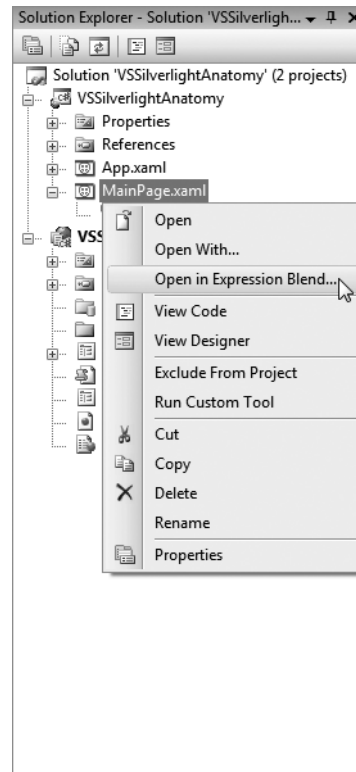 Solution Explorer - Solution 'VSSilverligh...
Solution 'VSSilverlightAnatomy' (2 projects)
VSSilverlightAnatomy
Properties
References
App.xaml
MainPage.xaml
VSS
Open
Open With...
Open in Expression Blend...
View Code
View Designer
Exclude From Project
Run Custom Tool
Cut
Copy
Delete
Rename
Properties